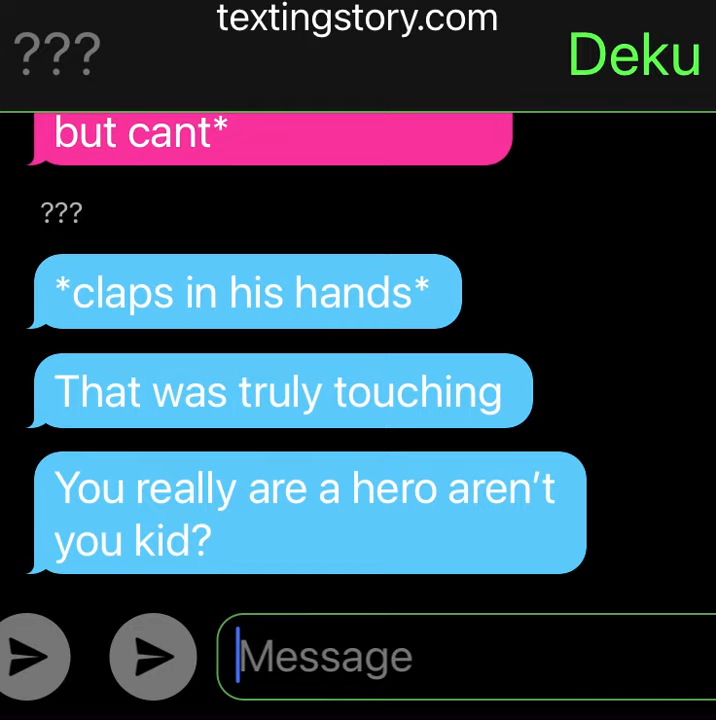 textingstory.com
??? Deku
but cant*
???
*claps in his hands*
That was truly touching
You really are a hero aren’t
you kid?
Message